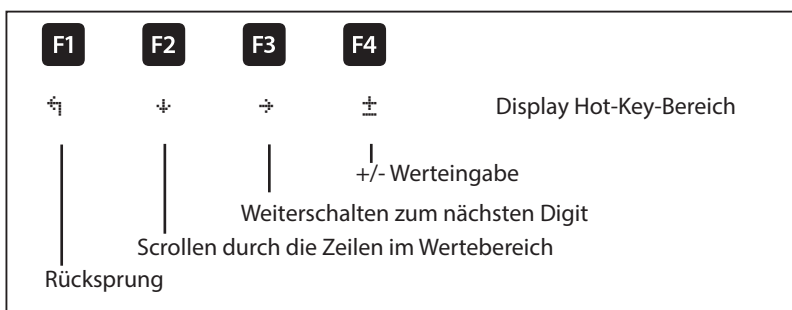 F1 F2 F3 F4
± Display Hot-Key-Bereich
+/- Werteingabe
Weiterschalten zum nächsten Digit
Scrollen durch die Zeilen im Wertebereich
Rücksprung